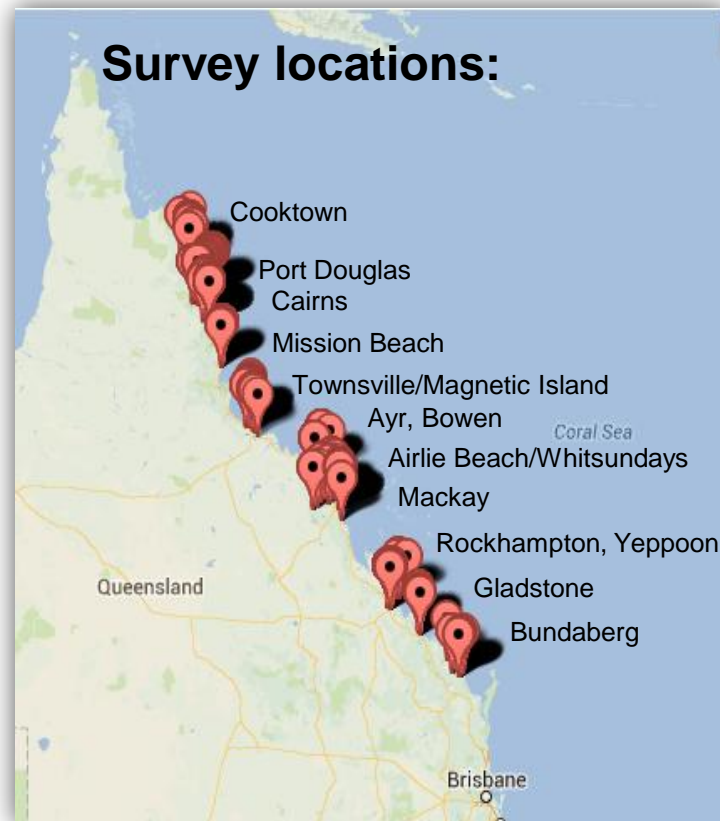 Survey locations:
Cooktown
Port Douglas
Cairns
Mission Beach
Townsville/Magnetic Island
Ayr, Bowen
Coral Sea
Airlie Beach/Whitsundays
Mackay
Rockhampton, Yeppoon
Queensland
Gladstone
Bundaberg
Brisbane